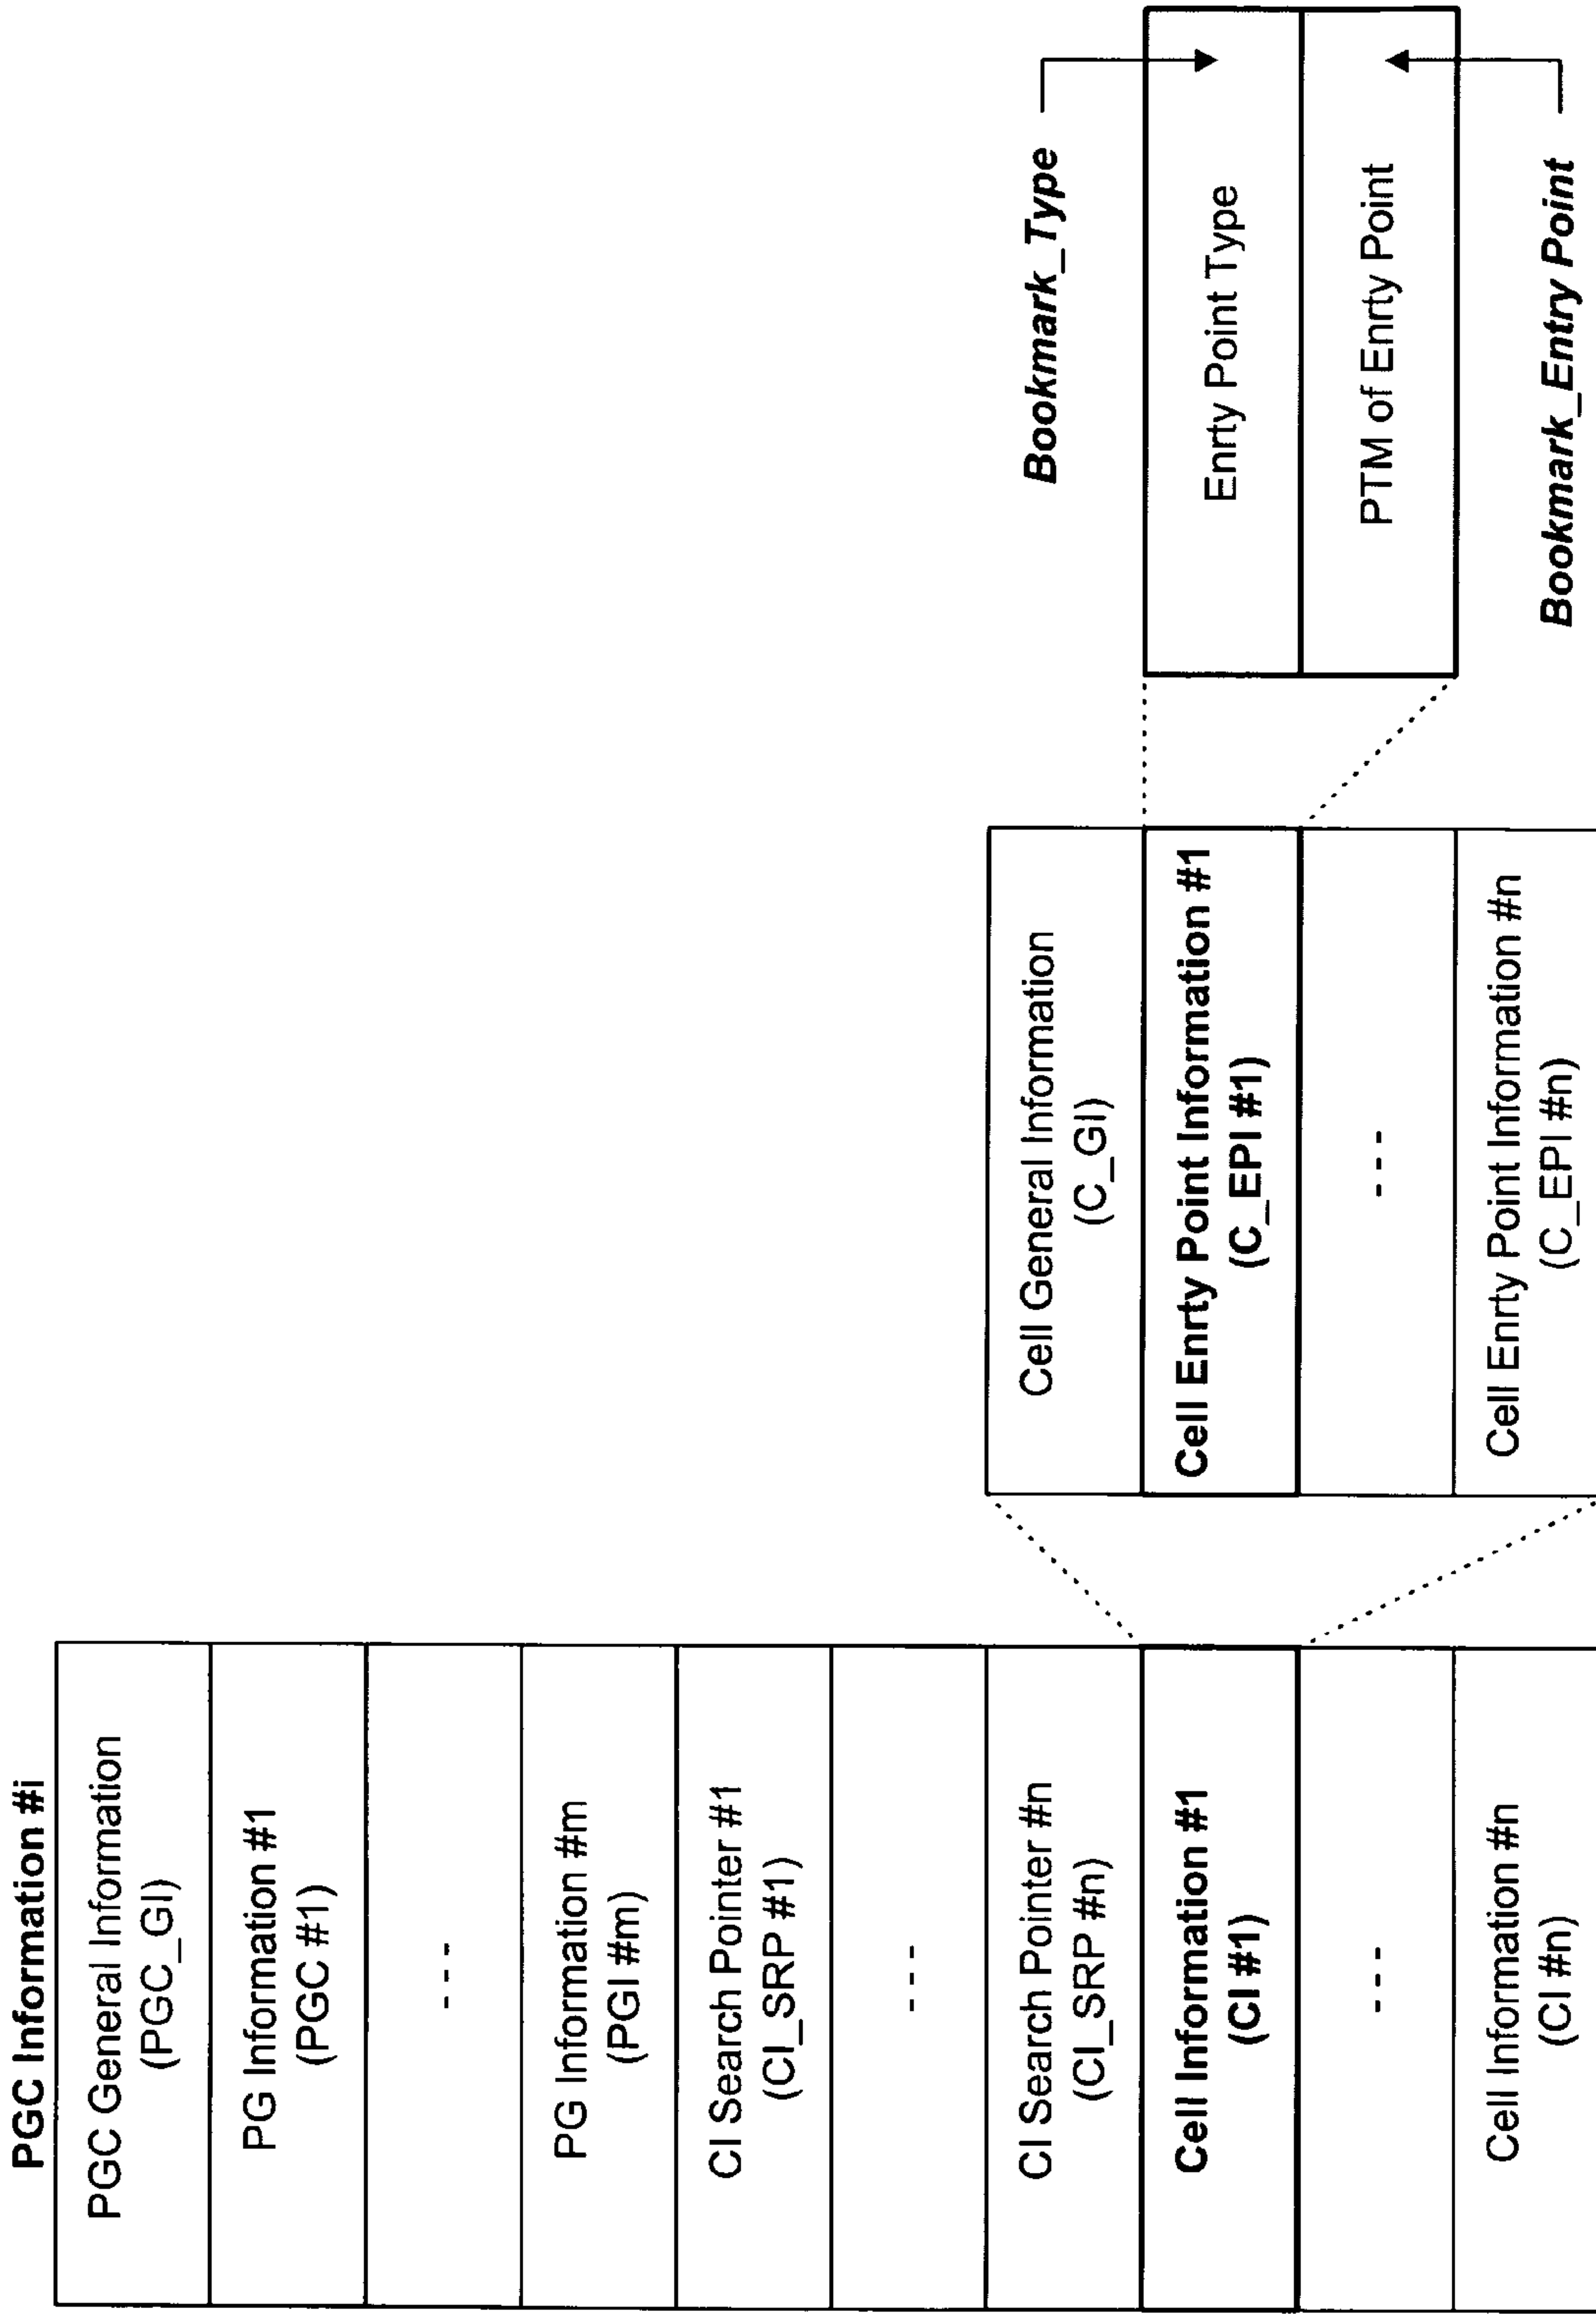 PGC Information #i
PGC General Information
(PGC_GI)
PG Information #1
(PGC #1)
- - -
PG Information #m
(PGI #m)
CI Search Pointer #1
(CI_SRP #1)
- - -
CI Search Pointer #n
(CI_SRP #n)
Cell Information #1
(CI #1)
- - -
Cell Information #n
(CI #n)
Cell General Information
(C_GI)
Cell Enrty Point Information #1
(C_EPI #1)
- - -
Cell Enrty Point Information #n
(C_EPI #n)
Bookmark_Type
Enrty Point Type
PTM of Enrty Point
Bookmark_Entry Point